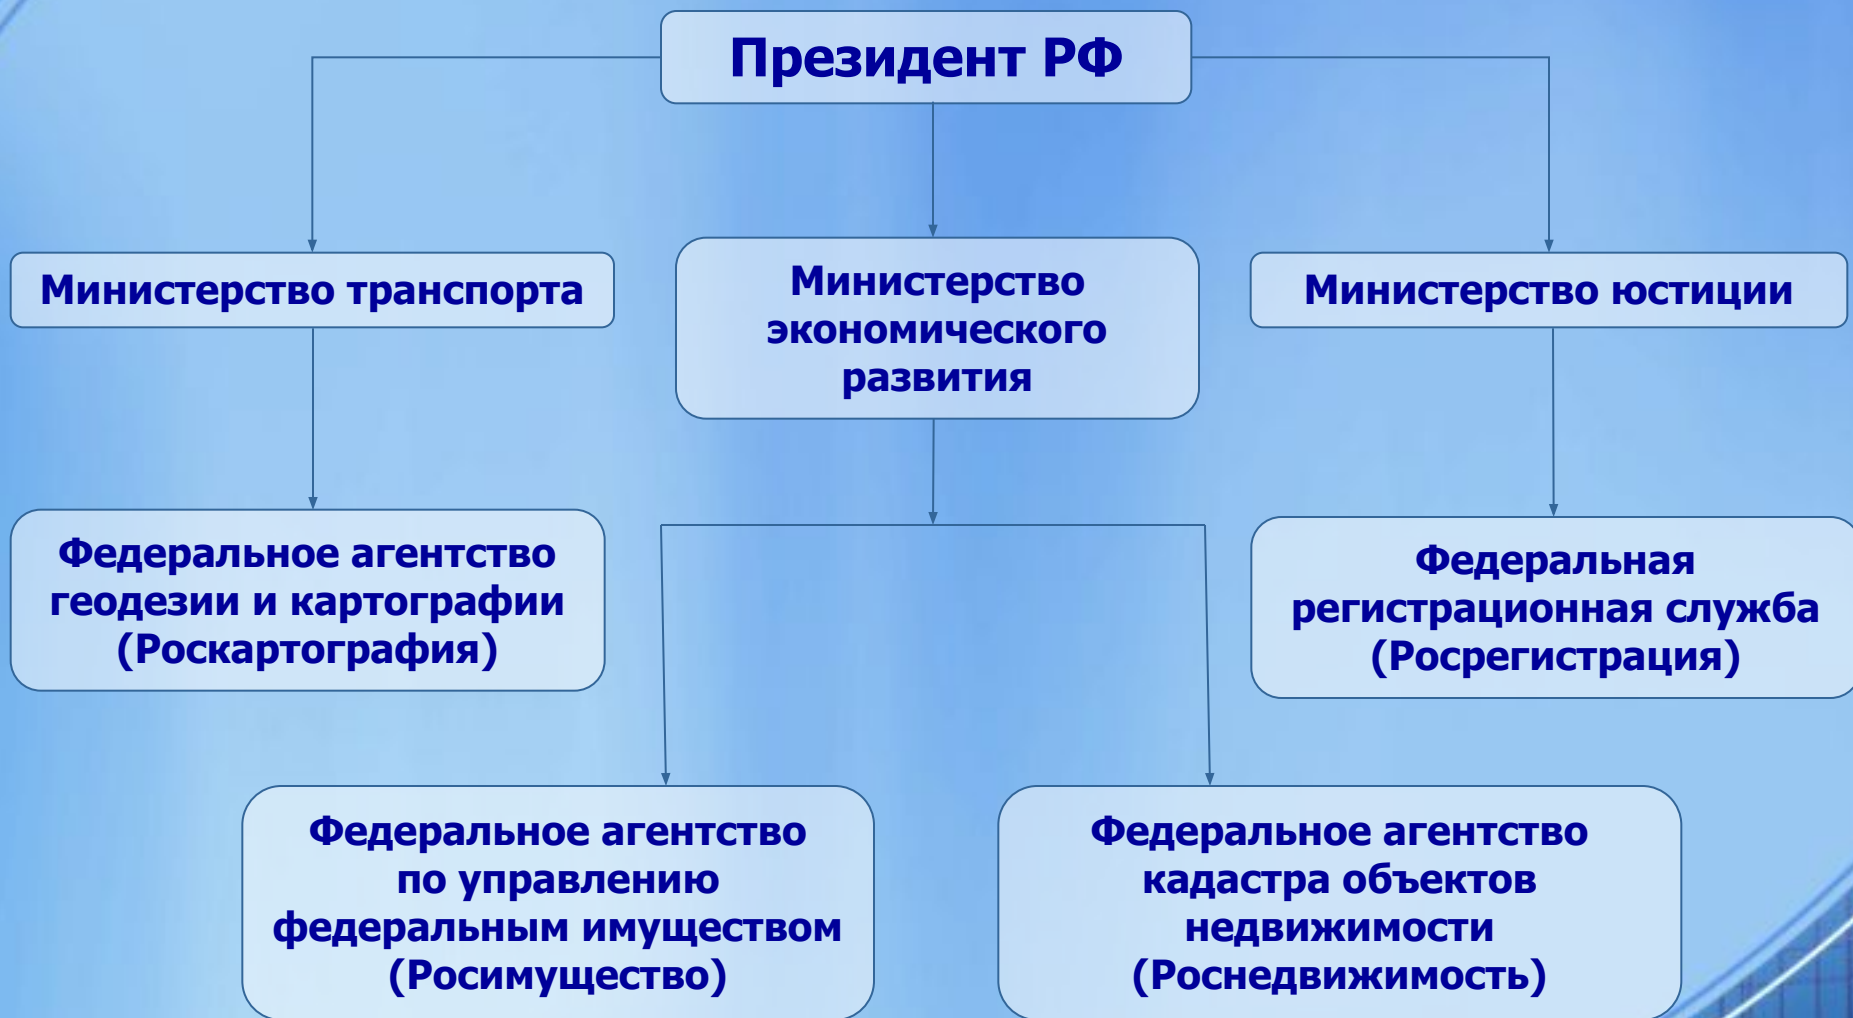 Президент РФ
Министерство транспорта
Министерство
экономического
развития
Министерство юстиции
Федеральное агентство
геодезии и картографии
(Роскартография)
Федеральная
регистрационная служба
(Росрегистрация)
Федеральное агентство
по управлению
федеральным имуществом
(Росимущество)
Федеральное агентство
кадастра объектов
недвижимости
(Роснедвижимость)